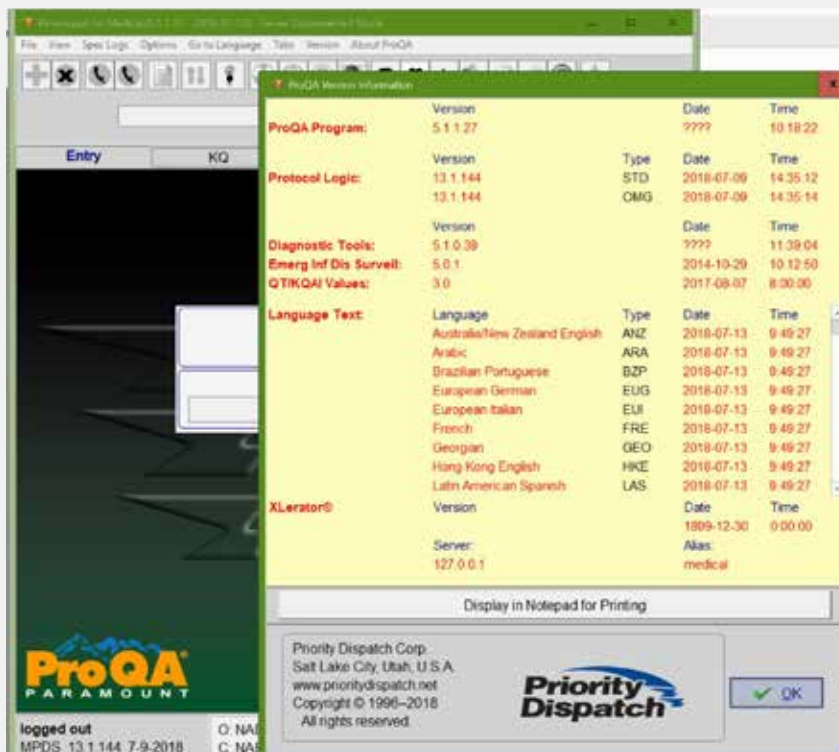 File View Spec Logs Options Go to Language Tabs Version About ProQA
ProQA Version Information
Entry KQ
Version Date Time
ProQA Program: 5.1.1.27 ???? 10:18:22
Version Type Date Time
Protocol Logic: 13.1.144 STD 2018-07-09 14:35:12
13.1.144 OMG 2018-07-09 14:35:14
Version Date Time
Diagnostic Tools: 5.1.0.39 ???? 11:39:04
Emerg Inf Dis Surveil: 5.0.1 2014-10-29 10:12:50
QT/KQAI Values: 3.0 2017-08-07 8:00:00
Language Text: Language Type Date Time
Australia/New Zealand English ANZ 2018-07-13 9:49:27
Arabic ARA 2018-07-13 9:49:27
Brazilian Portuguese BZP 2018-07-13 9:49:27
European German EUG 2018-07-13 9:49:27
European Italian EUI 2018-07-13 9:49:27
French FRE 2018-07-13 9:49:27
Georgian GEO 2018-07-13 9:49:27
Hong Kong English HKE 2018-07-13 9:49:27
Latin American Spanish LAS 2018-07-13 9:49:27
XLerator® Version Date Time
1899-12-30 0:00:00
Server: Alias:
127.0.0.1 medical
Display in Notepad for Printing
Priority Dispatch Corp.
Salt Lake City, Utah, U.S.A.
www.prioritydispatch.net
Copyright © 1996–2018
All rights reserved.
Priority
Dispatch
OK
ProQA®
PARAMOUNT
logged out
MPDS 13.1.144 7-9-2018